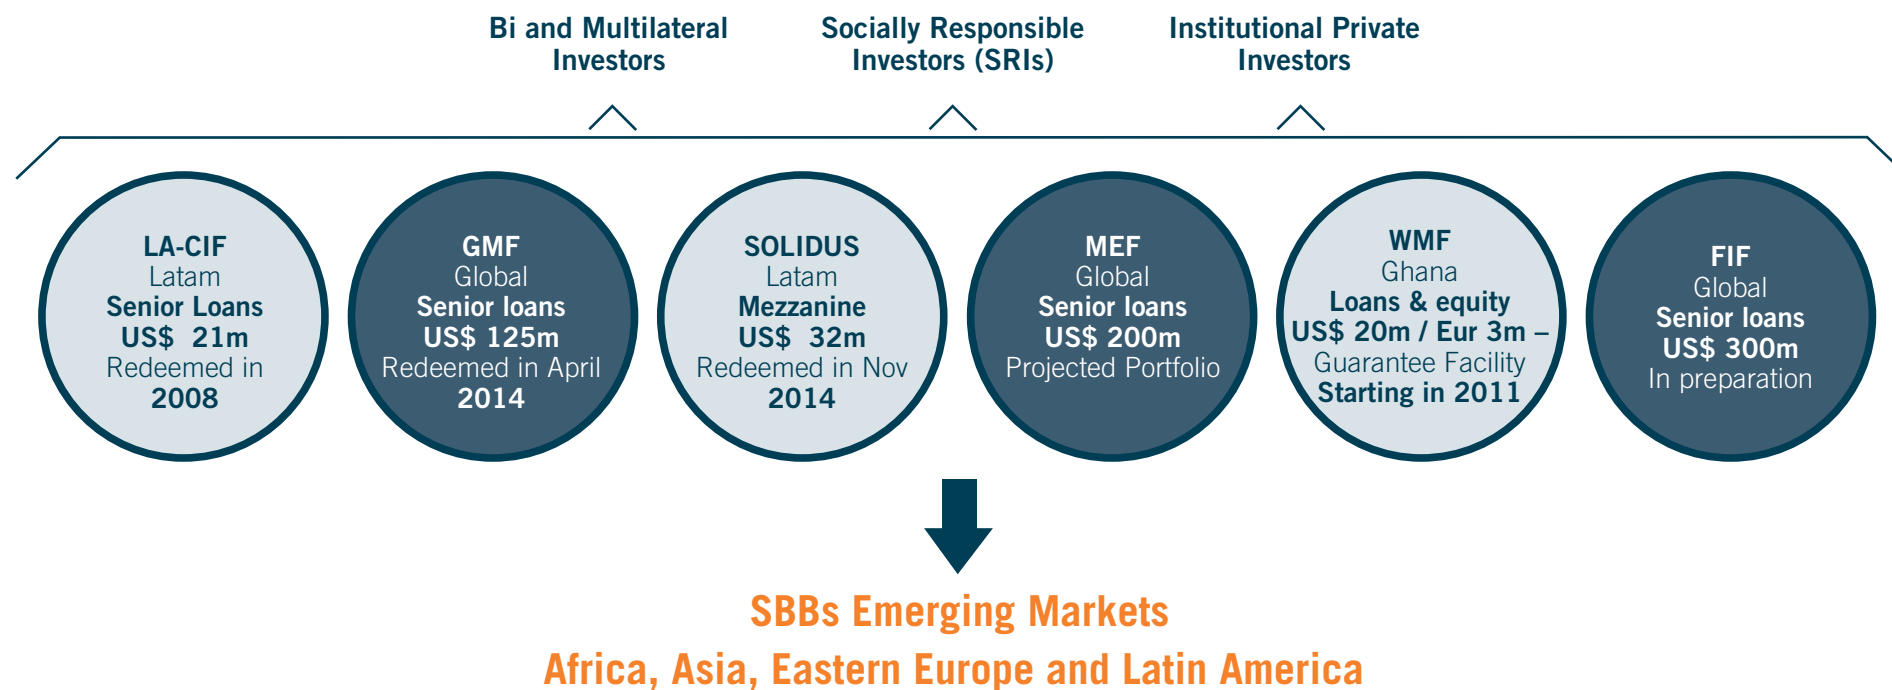 Bi and Multilateral
Investors
Socially Responsible
Investors (SRIs)
Institutional Private
Investors
LA-CIF
Latam
Senior Loans
US$ 21m
Redeemed in
2008
GMF
Global
Senior loans
US$ 125m
Redeemed in April
2014
SOLIDUS
Latam
Mezzanine
US$ 32m
Redeemed in Nov
2014
MEF
Global
Senior loans
US$ 200m
Projected Portfolio
WMF
Ghana
Loans & equity
US$ 20m / Eur 3m –
Guarantee Facility
Starting in 2011
FIF
Global
Senior loans
US$ 300m
In preparation
SBBs Emerging Markets
Africa, Asia, Eastern Europe and Latin America